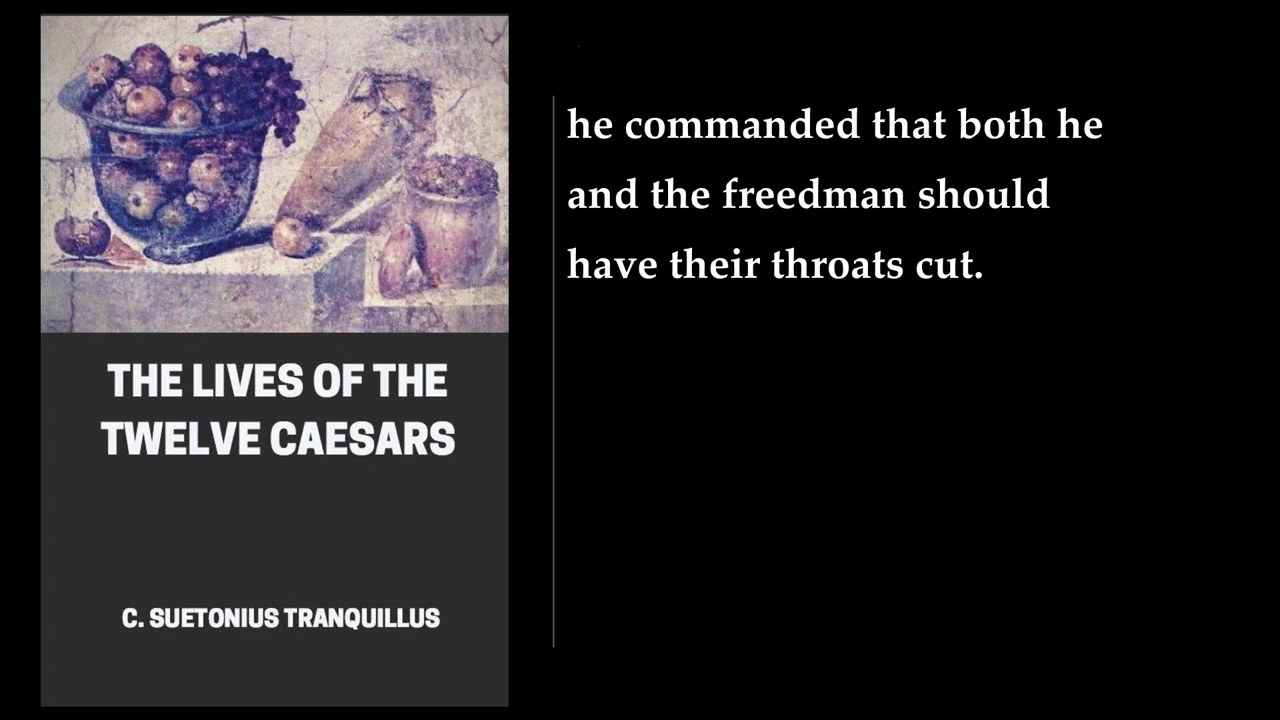 THE LIVES OF THE
TWELVE CAESARS
C. SUETONIUS TRANQUILLUS
he commanded that both he
and the freedman should
have their throats cut.